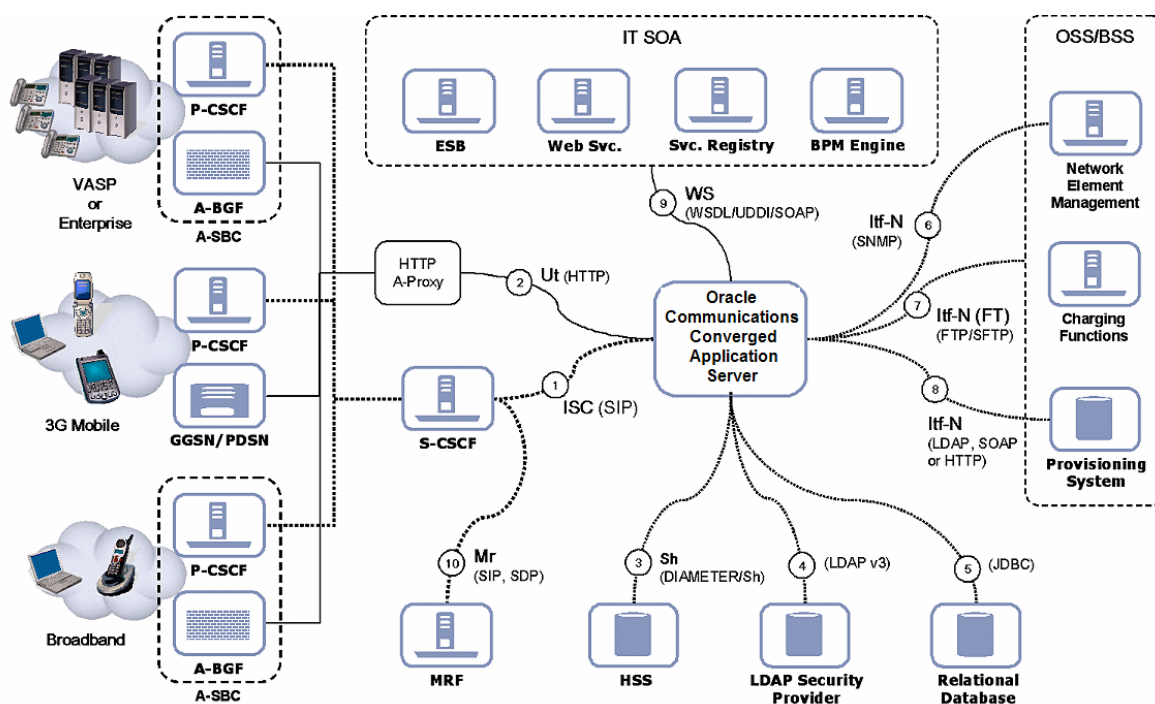 IT SOA
OSS/BSS
P-CSCF
ESB
Web Svc.
Svc. Registry
BPM Engine
VASP
or
Enterprise
A-BGF
A-SBC
9
WS
(WSDL/UDDI/SOAP)
Network
Element
Management
Itf-N
(SNMP)
6
HTTP
A-Proxy
2
Ut (HTTP)
P-CSCF
Oracle
Communications
Converged
Application
Server
7
Itf-N (FT)
(FTP/SFTP)
Charging
Functions
3G Mobile
GGSN/PDSN
S-CSCF
1
ISC (SIP)
8
Itf-N
(LDAP, SOAP
or HTTP)
Provisioning
System
P-CSCF
Broadband
A-BGF
A-SBC
10
Mr
(SIP, SDP)
3
Sh
(DIAMETER/Sh)
4
(LDAP v3)
5
(JDBC)
MRF
HSS
LDAP Security
Provider
Relational
Database